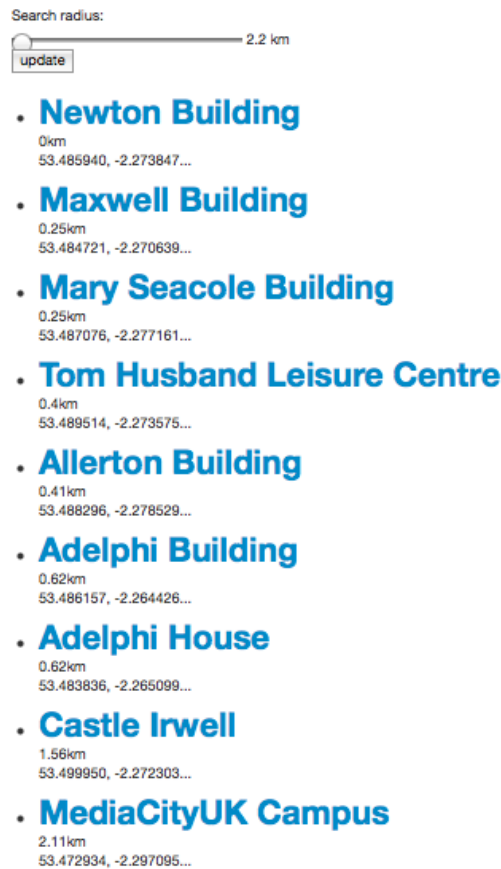 Search radius:
2.2 km
update
Newton Building
0km
53.485940, -2.273847...
Maxwell Building
0.25km
53.484721, -2.270639...
Mary Seacole Building
0.25km
53.487076, -2.277161...
Tom Husband Leisure Centre
0.4km
53.489514, -2.273575...
Allerton Building
0.41km
53.488296, -2.278529...
Adelphi Building
0.62km
53.486157, -2.264426...
Adelphi House
0.62km
53.483836, -2.265099...
Castle Irwell
1.56km
53.499950, -2.272303...
MediaCityUK Campus
2.11km
53.472934, -2.297095...